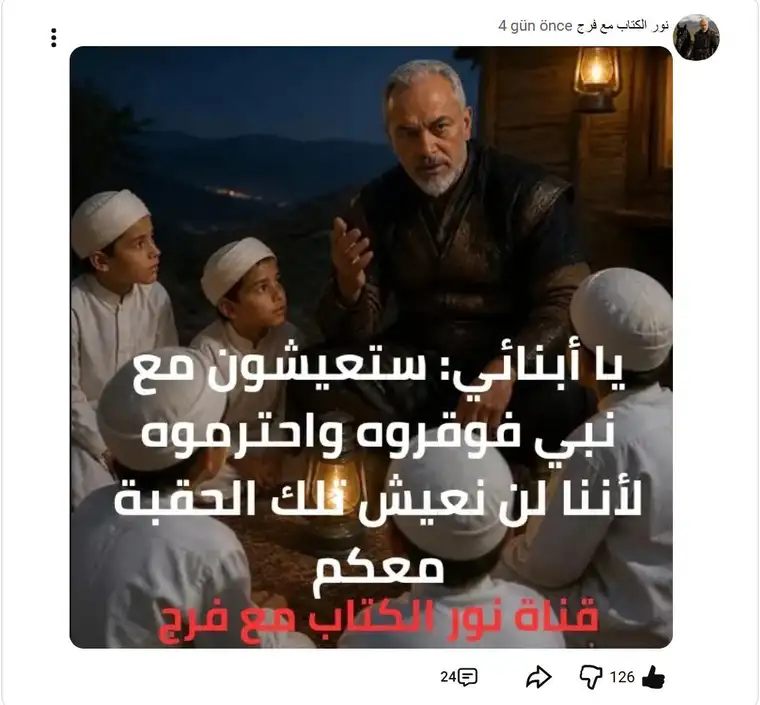 نور الكتاب مع فرج 4 gün önce
يا أبنائي: ستعيشون مع
نبي فوقروه واحترموه
لأننا لن نعيش تلك الحقبة
معكم
قناة نور الكتاب مع فرج
126
24